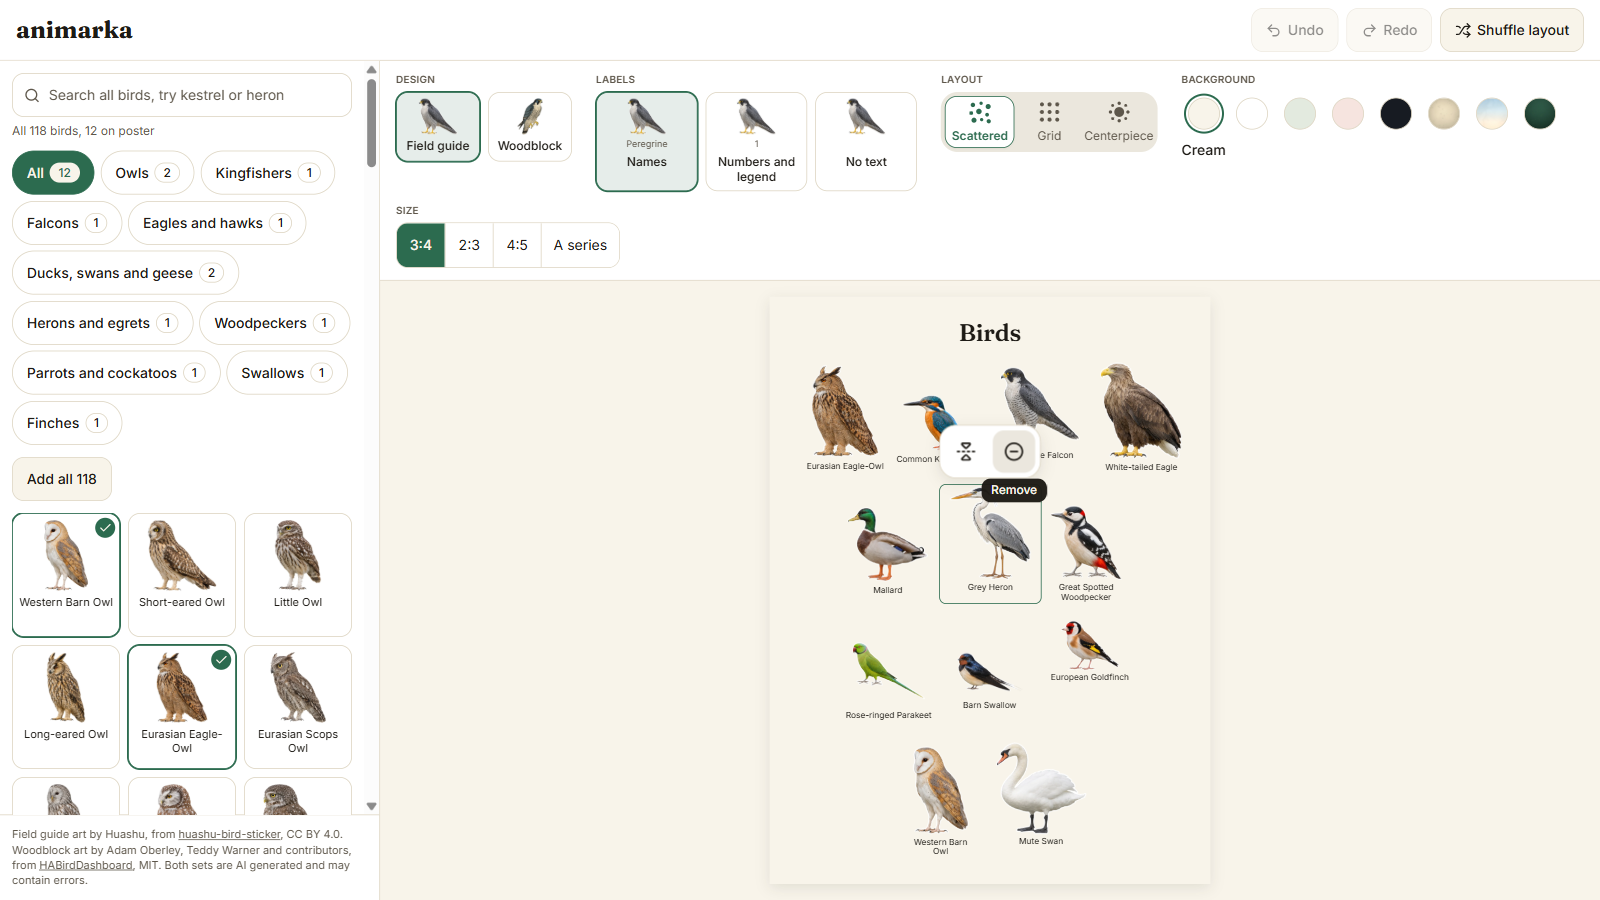 animarka
Undo
Redo
Shuffle layout
Search all birds, try kestrel or heron
All 118 birds, 12 on poster
All 12
Owls 2
Kingfishers 1
Falcons 1
Eagles and hawks 1
Ducks, swans and geese 2
Herons and egrets 1
Woodpeckers 1
Parrots and cockatoos 1
Swallows 1
Finches 1
Add all 118
Western Barn Owl
Short-eared Owl
Little Owl
Long-eared Owl
Eurasian Eagle-
Owl
Eurasian Scops
Owl
Field guide art by Huashu, from huashu-bird-sticker, CC BY 4.0.
Woodblock art by Adam Oberley, Teddy Warner and contributors,
from HABirdDashboard, MIT. Both sets are AI generated and may
contain errors.
DESIGN
Field guide
Woodblock
LABELS
Peregrine
Names
1
Numbers and
legend
No text
LAYOUT
Scattered
Grid
Centerpiece
BACKGROUND
Cream
SIZE
3:4
2:3
4:5
A series
Birds
Eurasian Eagle-Owl
Common K
e Falcon
White-tailed Eagle
Remove
Mallard
Grey Heron
Great Spotted
Woodpecker
Rose-ringed Parakeet
Barn Swallow
European Goldfinch
Western Barn
Owl
Mute Swan